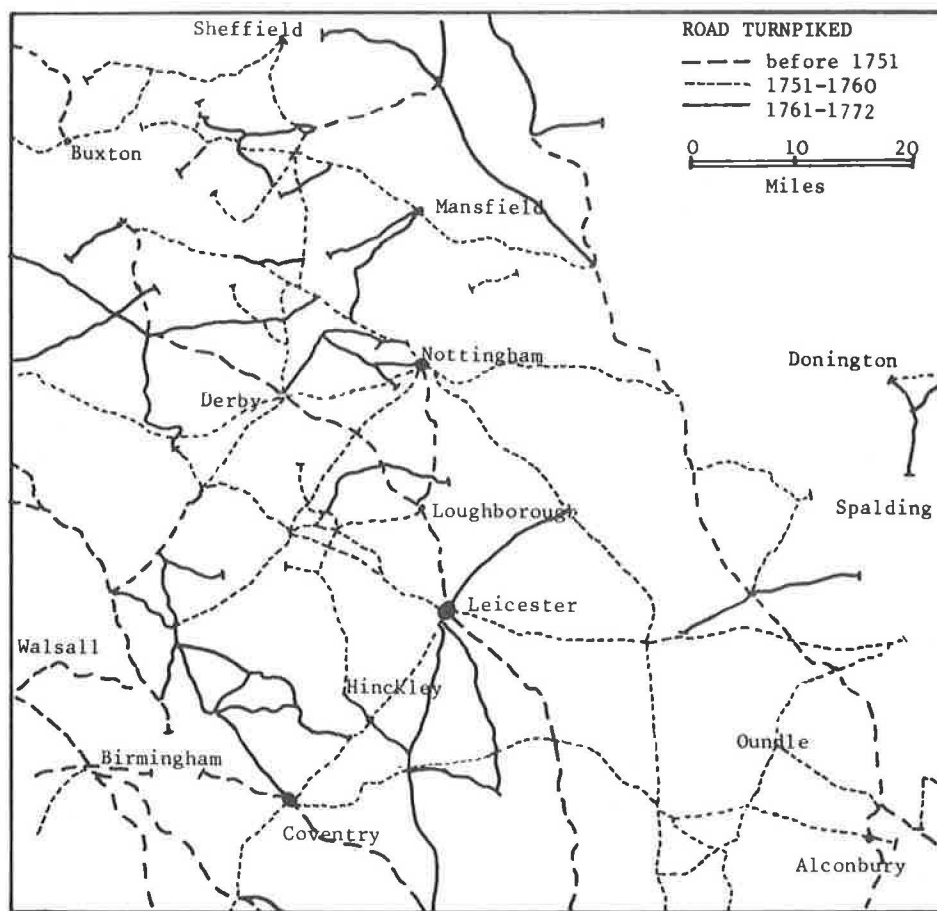 Sheffield
ROAD TURNPIKED
before 1751
1751-1760
1761-1772
0 10 20
Miles
Buxton
Mansfield
Nottingham
Donington
Derby
Loughborough
Spalding
Leicester
Walsall
Hinckley
Birmingham
Oundle
Coventry
Alconbury